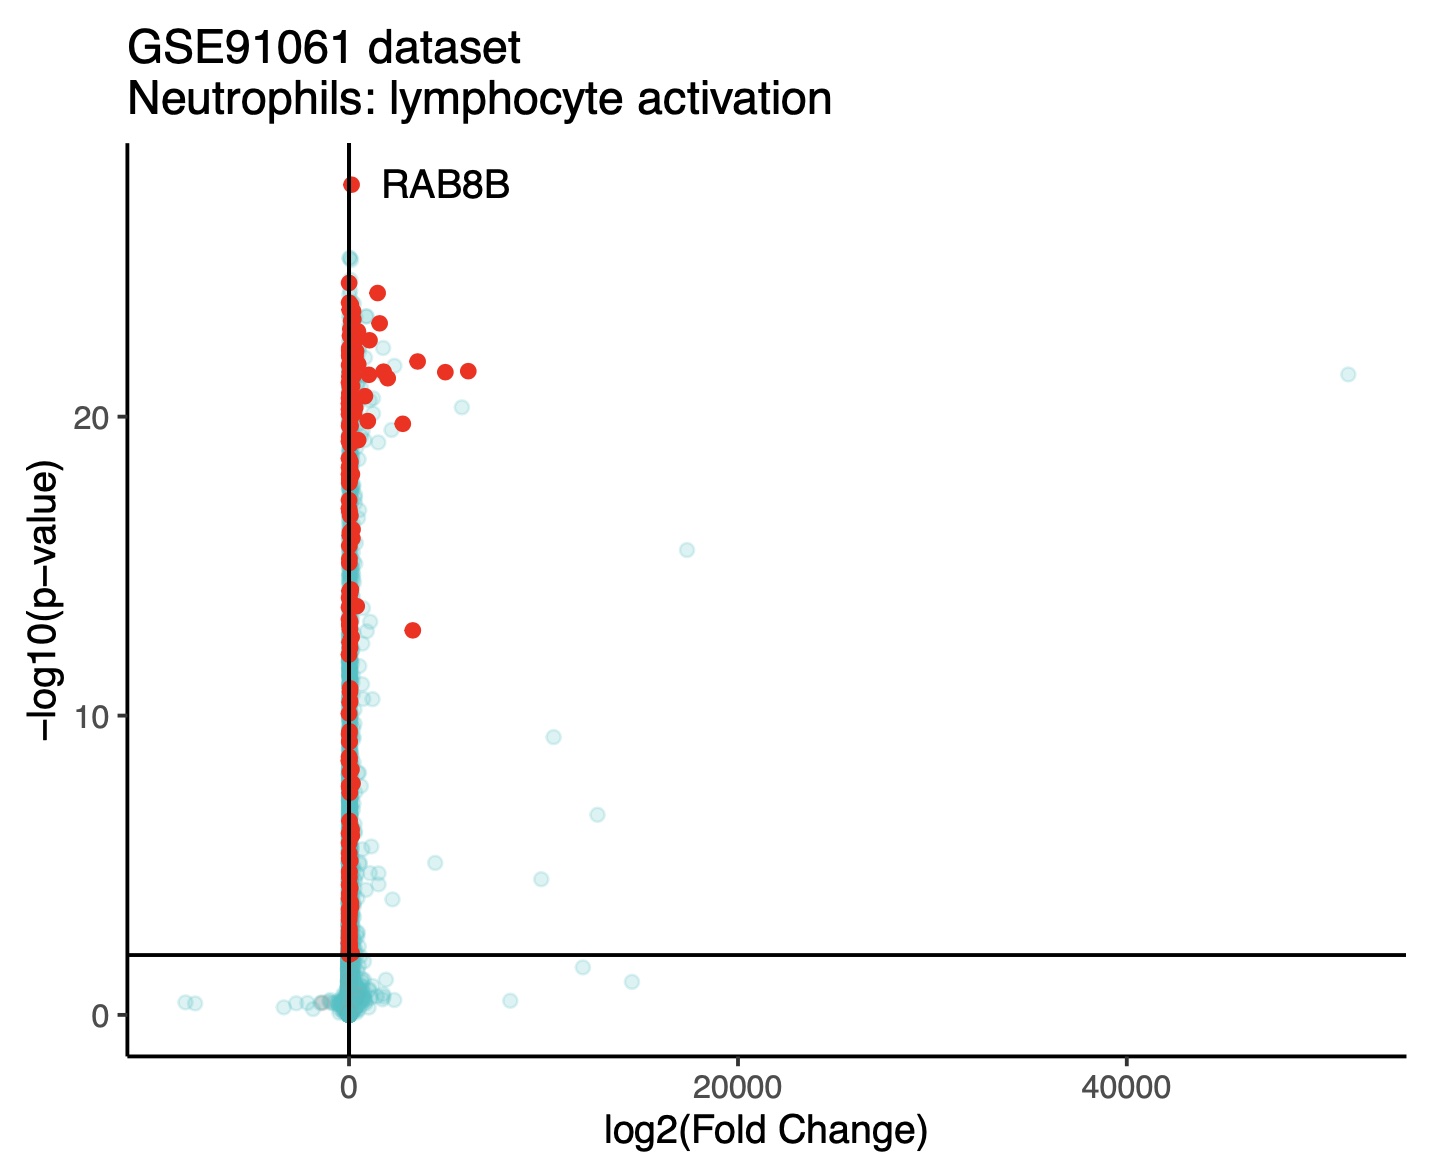 GSE91061 dataset
Neutrophils: lymphocyte activation
RAB8B
20
10
0
−log10(p−value)
0 20000 40000
log2(Fold Change)